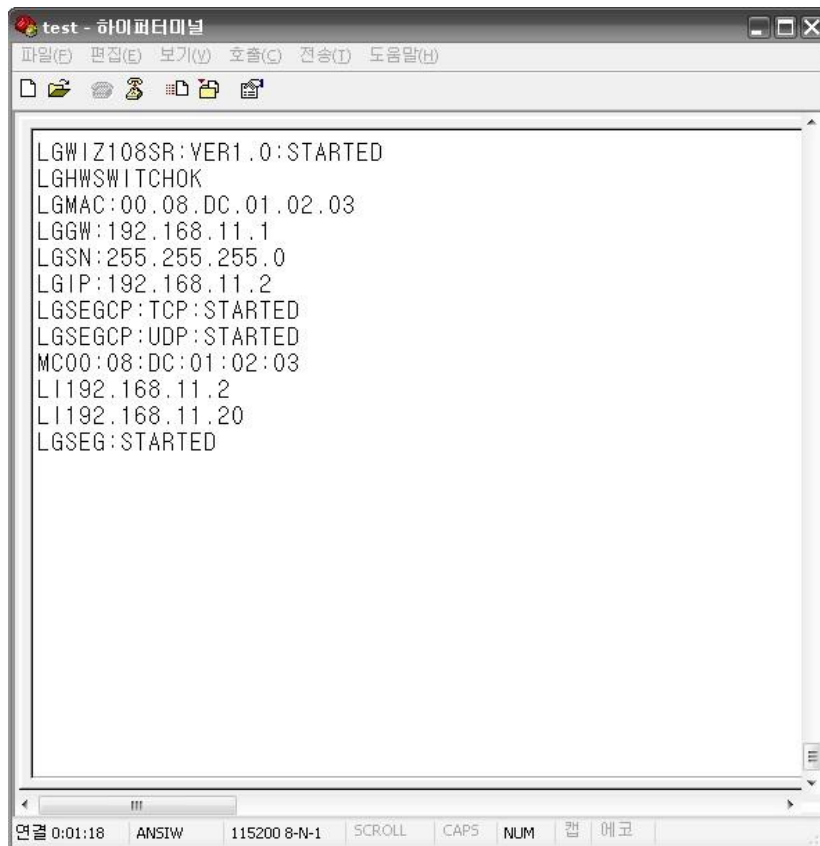 test - 하이퍼터미널
파일(F) 편집(E) 보기(V) 호출(C) 전송(T) 도움말(H)
LGWIZ108SR:VER1.0:STARTED
LGHWSWITCHOK
LGMAC:00.08.DC.01.02.03
LGGW:192.168.11.1
LGSN:255.255.255.0
LGIP:192.168.11.2
LGSEGCP:TCP:STARTED
LGSEGCP:UDP:STARTED
MC00:08:DC:01:02:03
LI192.168.11.2
LI192.168.11.20
LGSEG:STARTED
연결 0:01:18 ANSIW 115200 8-N-1 SCROLL CAPS NUM 캡 에코